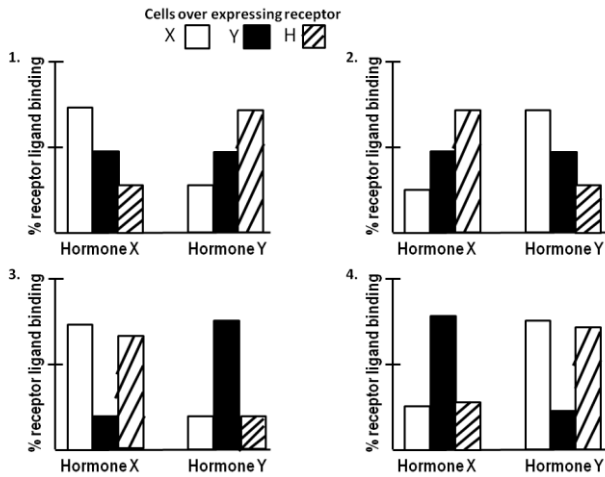 Cells over expressing receptor
X Y H
1.
% receptor ligand binding
Hormone X Hormone Y
2.
% receptor ligand binding
Hormone X Hormone Y
3.
% receptor ligand binding
Hormone X Hormone Y
4.
% receptor ligand binding
Hormone X Hormone Y